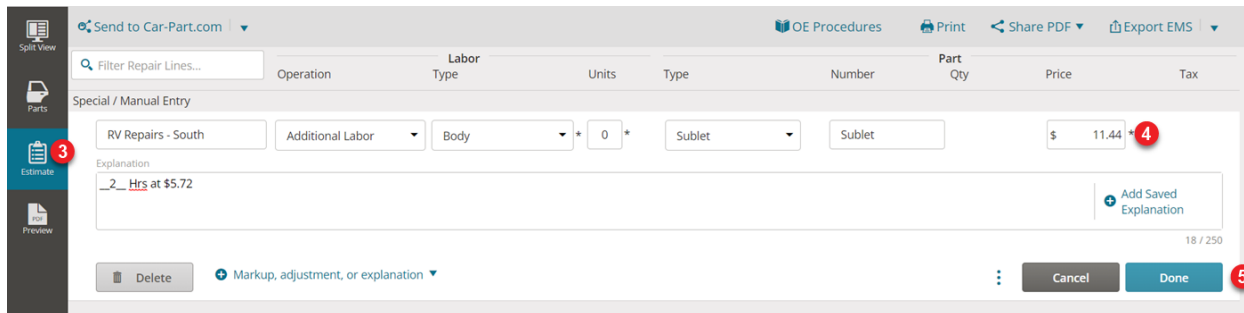 Split View
Send to Car-Part.com
OE Procedures
Print
Share PDF
Export EMS
Filter Repair Lines...
Labor
Part
Operation
Type
Units
Type
Number
Qty
Price
Tax
Parts
Special / Manual Entry
RV Repairs - South
Additional Labor
Body
* 0 *
Sublet
Sublet
$ 11.44 * 4
3
Estimate
Explanation
__2__ Hrs at $5.72
Add Saved
Explanation
PDF
Preview
18 / 250
Delete
Markup, adjustment, or explanation
Cancel
Done
5